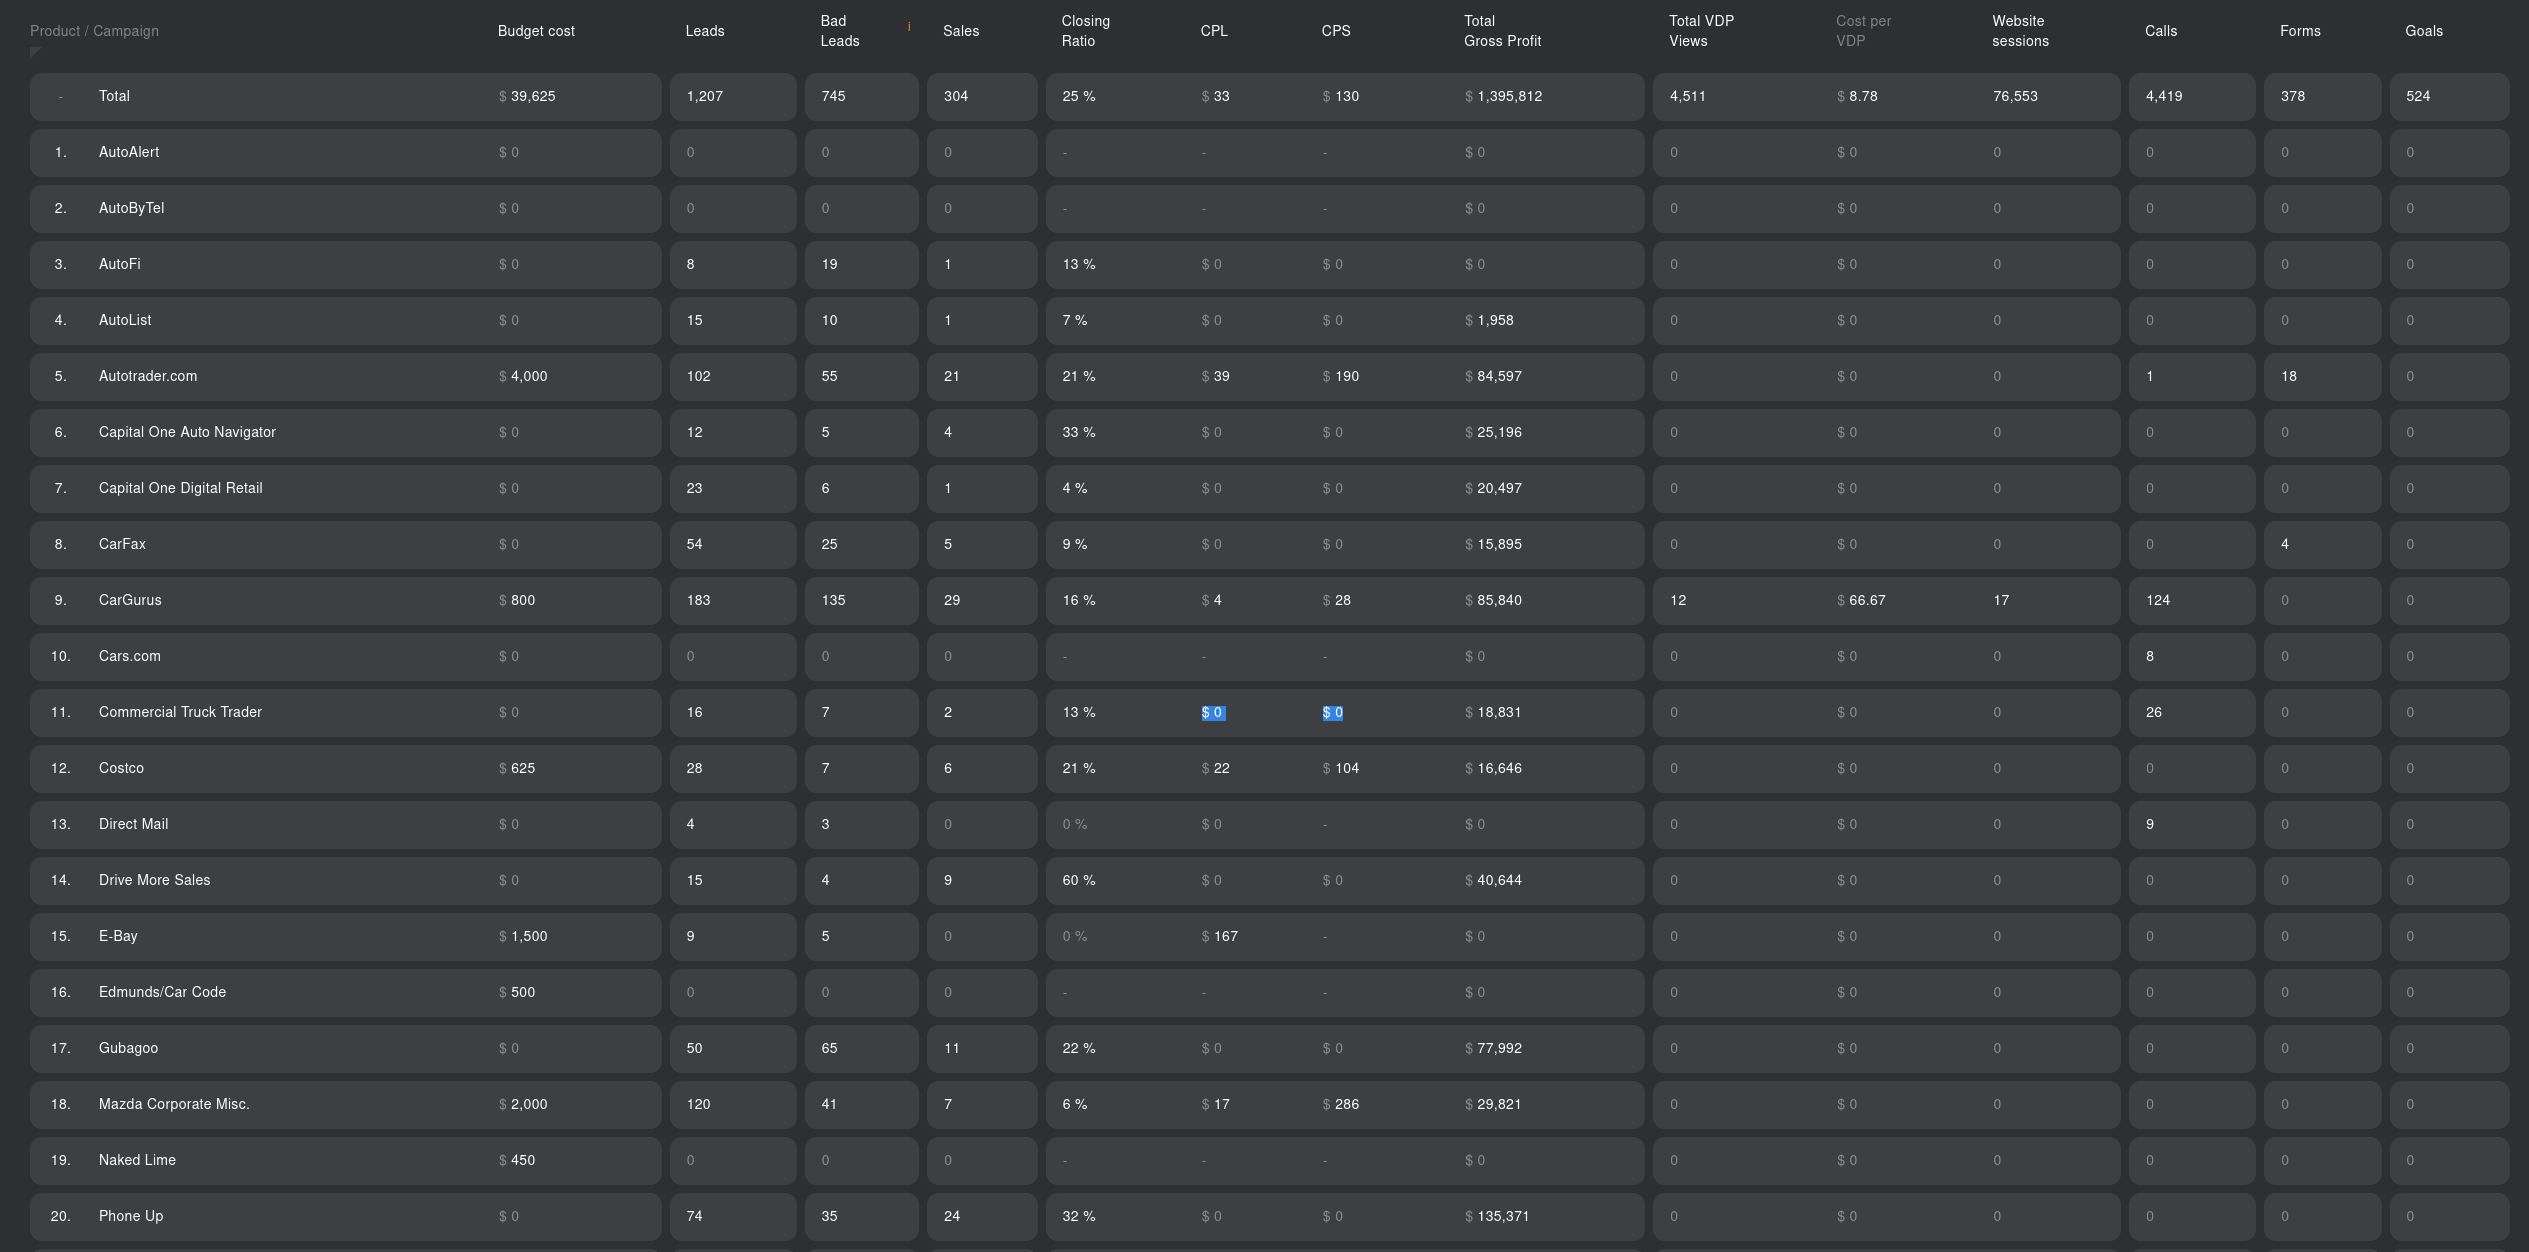 Product / Campaign Budget cost Leads Bad Leads i Sales Closing Ratio CPL CPS Total Gross Profit Total VDP Views Cost per VDP Website sessions Calls Forms Goals
- Total $ 39,625 1,207 745 304 25 % $ 33 $ 130 $ 1,395,812 4,511 $ 8.78 76,553 4,419 378 524
1. AutoAlert $ 0 0 0 0 - - - $ 0 0 $ 0 0 0 0 0
2. AutoByTel $ 0 0 0 0 - - - $ 0 0 $ 0 0 0 0 0
3. AutoFi $ 0 8 19 1 13 % $ 0 $ 0 $ 0 0 $ 0 0 0 0 0
4. AutoList $ 0 15 10 1 7 % $ 0 $ 0 $ 1,958 0 $ 0 0 0 0 0
5. Autotrader.com $ 4,000 102 55 21 21 % $ 39 $ 190 $ 84,597 0 $ 0 0 1 18 0
6. Capital One Auto Navigator $ 0 12 5 4 33 % $ 0 $ 0 $ 25,196 0 $ 0 0 0 0 0
7. Capital One Digital Retail $ 0 23 6 1 4 % $ 0 $ 0 $ 20,497 0 $ 0 0 0 0 0
8. CarFax $ 0 54 25 5 9 % $ 0 $ 0 $ 15,895 0 $ 0 0 0 4 0
9. CarGurus $ 800 183 135 29 16 % $ 4 $ 28 $ 85,840 12 $ 66.67 17 124 0 0
10. Cars.com $ 0 0 0 0 - - - $ 0 0 $ 0 0 8 0 0
11. Commercial Truck Trader $ 0 16 7 2 13 % $ 0 $ 0 $ 18,831 0 $ 0 0 26 0 0
12. Costco $ 625 28 7 6 21 % $ 22 $ 104 $ 16,646 0 $ 0 0 0 0 0
13. Direct Mail $ 0 4 3 0 0 % $ 0 - $ 0 0 $ 0 0 9 0 0
14. Drive More Sales $ 0 15 4 9 60 % $ 0 $ 0 $ 40,644 0 $ 0 0 0 0 0
15. E-Bay $ 1,500 9 5 0 0 % $ 167 - $ 0 0 $ 0 0 0 0 0
16. Edmunds/Car Code $ 500 0 0 0 - - - $ 0 0 $ 0 0 0 0 0
17. Gubagoo $ 0 50 65 11 22 % $ 0 $ 0 $ 77,992 0 $ 0 0 0 0 0
18. Mazda Corporate Misc. $ 2,000 120 41 7 6 % $ 17 $ 286 $ 29,821 0 $ 0 0 0 0 0
19. Naked Lime $ 450 0 0 0 - - - $ 0 0 $ 0 0 0 0 0
20. Phone Up $ 0 74 35 24 32 % $ 0 $ 0 $ 135,371 0 $ 0 0 0 0 0